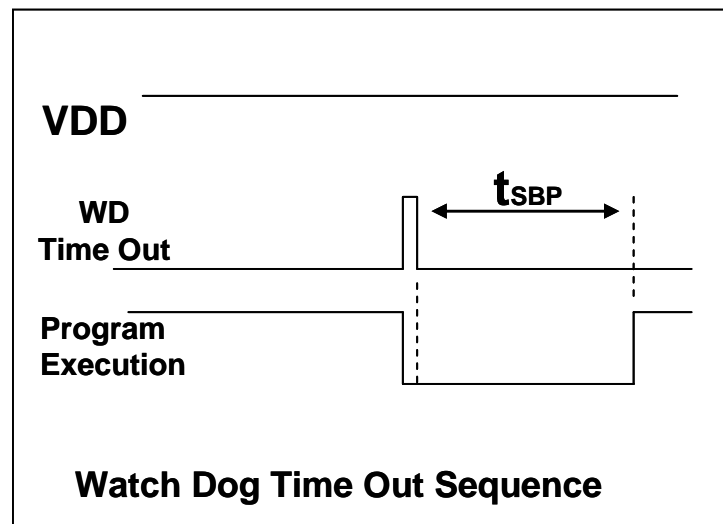 VDD
tSBP
WD
Time Out
Program
Execution
Watch Dog Time Out Sequence